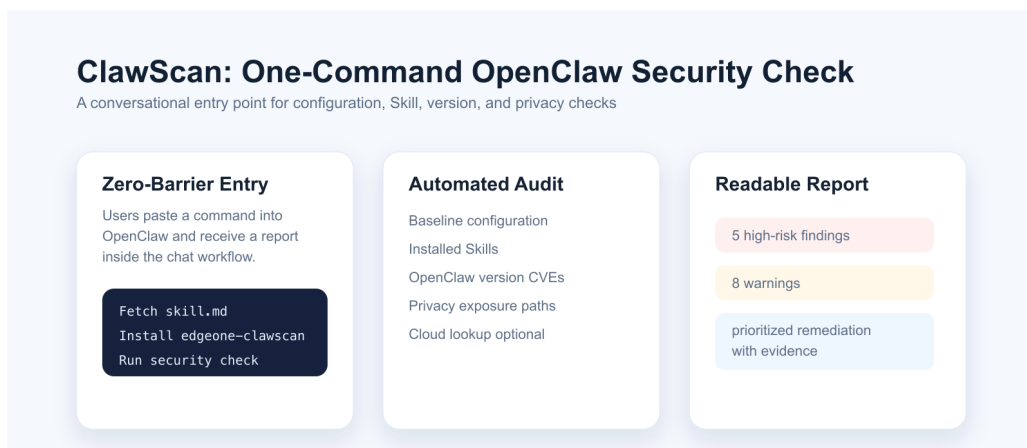 ClawScan: One-Command OpenClaw Security Check
A conversational entry point for configuration, Skill, version, and privacy checks
Zero-Barrier Entry
Users paste a command into
OpenClaw and receive a report
inside the chat workflow.
Fetch skill.md
Install edgeone-clawscan
Run security check
Automated Audit
Baseline configuration
Installed Skills
OpenClaw version CVEs
Privacy exposure paths
Cloud lookup optional
Readable Report
5 high-risk findings
8 warnings
prioritized remediation
with evidence